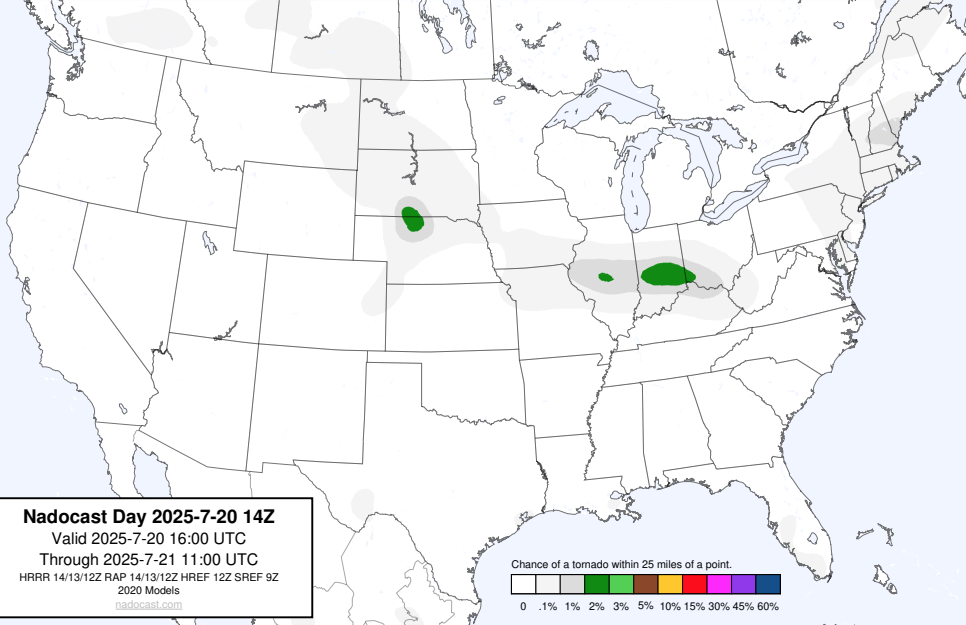 Nadocast Day 2025-7-20 14Z
Valid 2025-7-20 16:00 UTC
Through 2025-7-21 11:00 UTC
HRRR 14/13/12Z RAP 14/13/12Z HREF 12Z SREF 9Z
2020 Models
nadocast.com
Chance of a tornado within 25 miles of a point.
0 .1% 1% 2% 3% 5% 10% 15% 30% 45% 60%